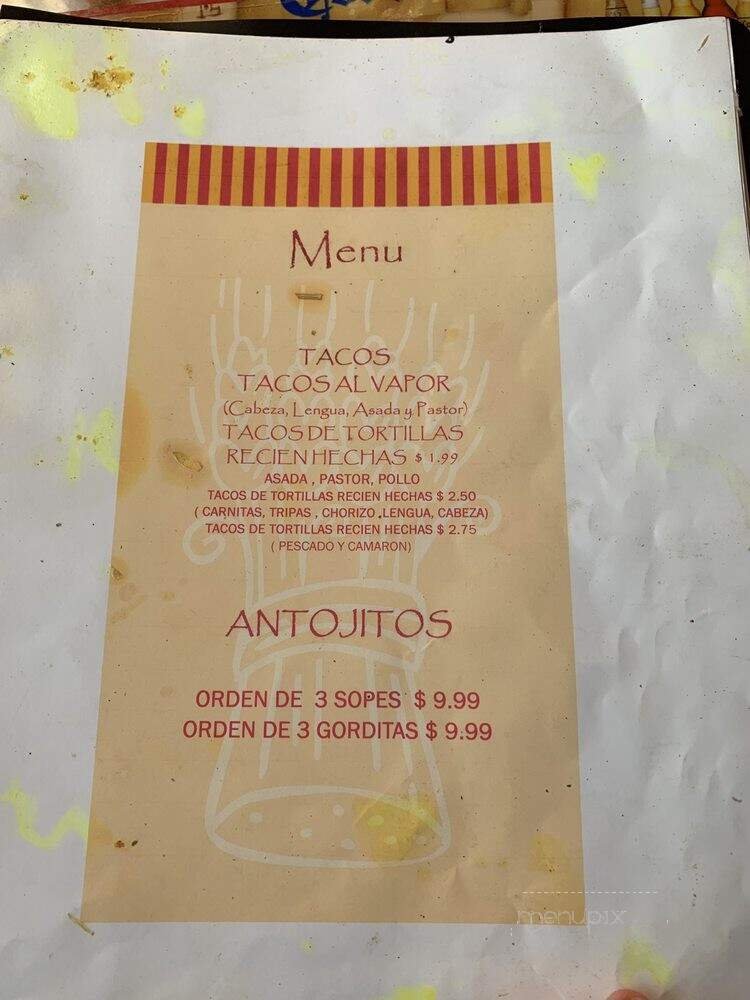 Menu
TACOS
TACOS AL VAPOR
(Cabeza, Lengua, Asada y Pastor)
TACOS DE TORTILLAS
RECIEN HECHAS $ 1.99
ASADA , PASTOR, POLLO
TACOS DE TORTILLAS RECIEN HECHAS $ 2.50
( CARNITAS, TRIPAS , CHORIZO ,LENGUA, CABEZA)
TACOS DE TORTILLAS RECIEN HECHAS $ 2.75
( PESCADO Y CAMARON)
ANTOJITOS
ORDEN DE 3 SOPES $ 9.99
ORDEN DE 3 GORDITAS $ 9.99
menupix